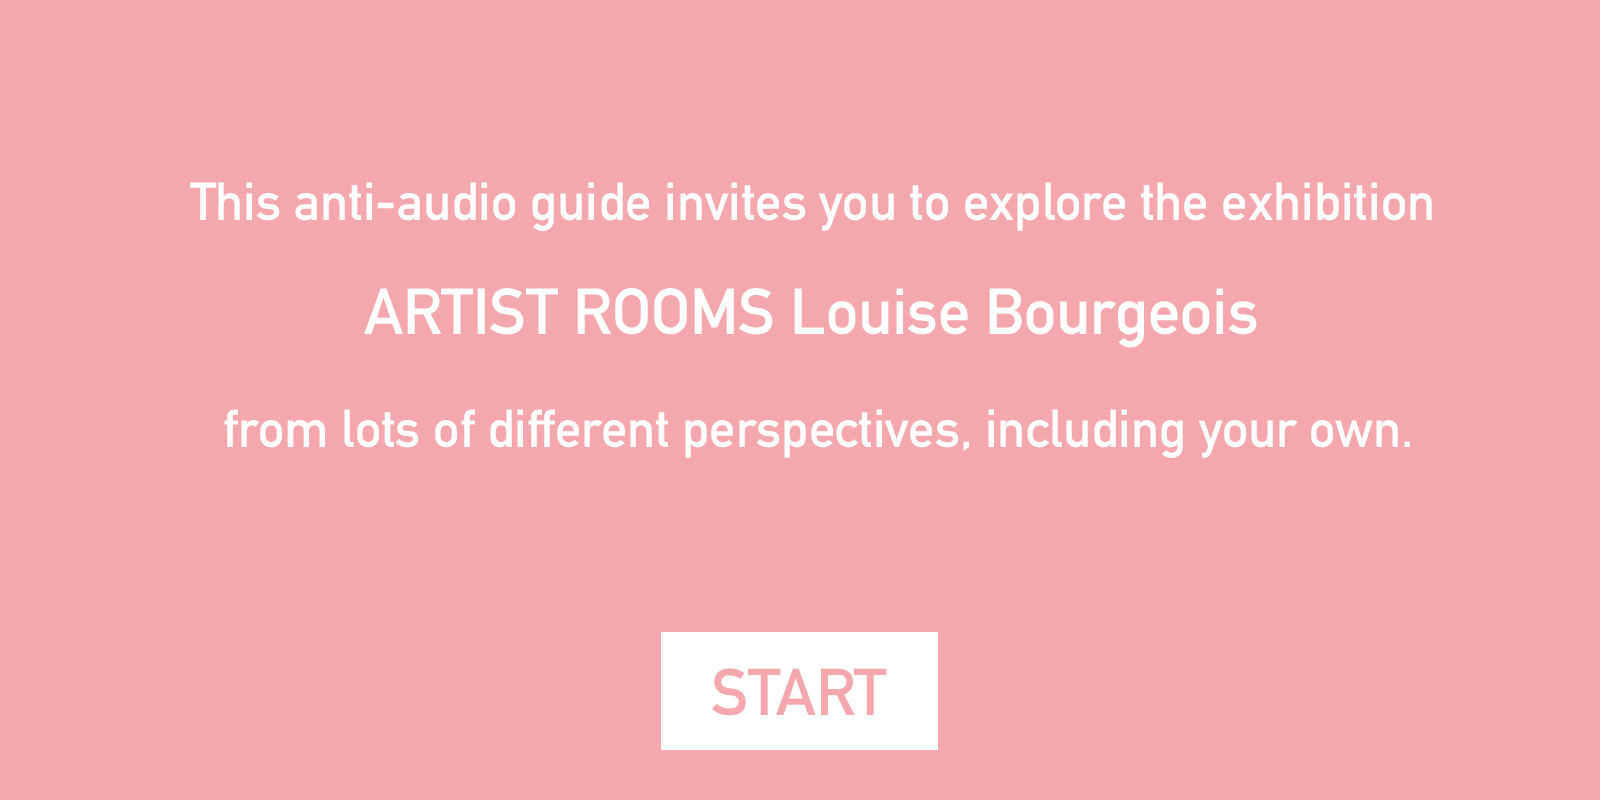 This anti-audio guide invites you to explore the exhibition
ARTIST ROOMS Louise Bourgeois
from lots of different perspectives, including your own.
START